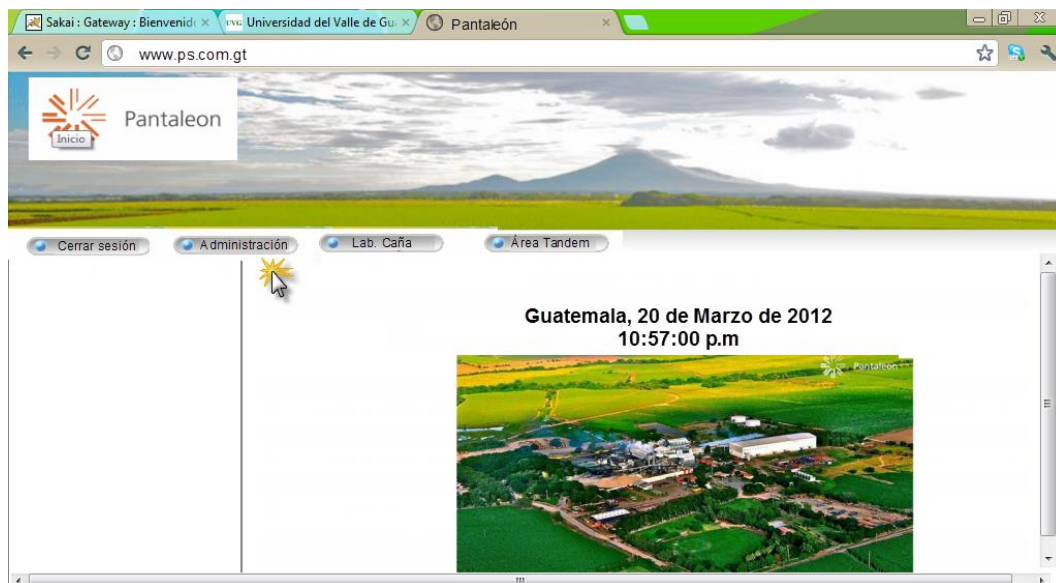 Sakai : Gateway : Bienvenid
UVG Universidad del Valle de Gu
Pantaleón
www.ps.com.gt
Pantaleon
Inicio
Cerrar sesión
Administración
Lab. Caña
Área Tandem
Guatemala, 20 de Marzo de 2012
10:57:00 p.m
Pantaleon